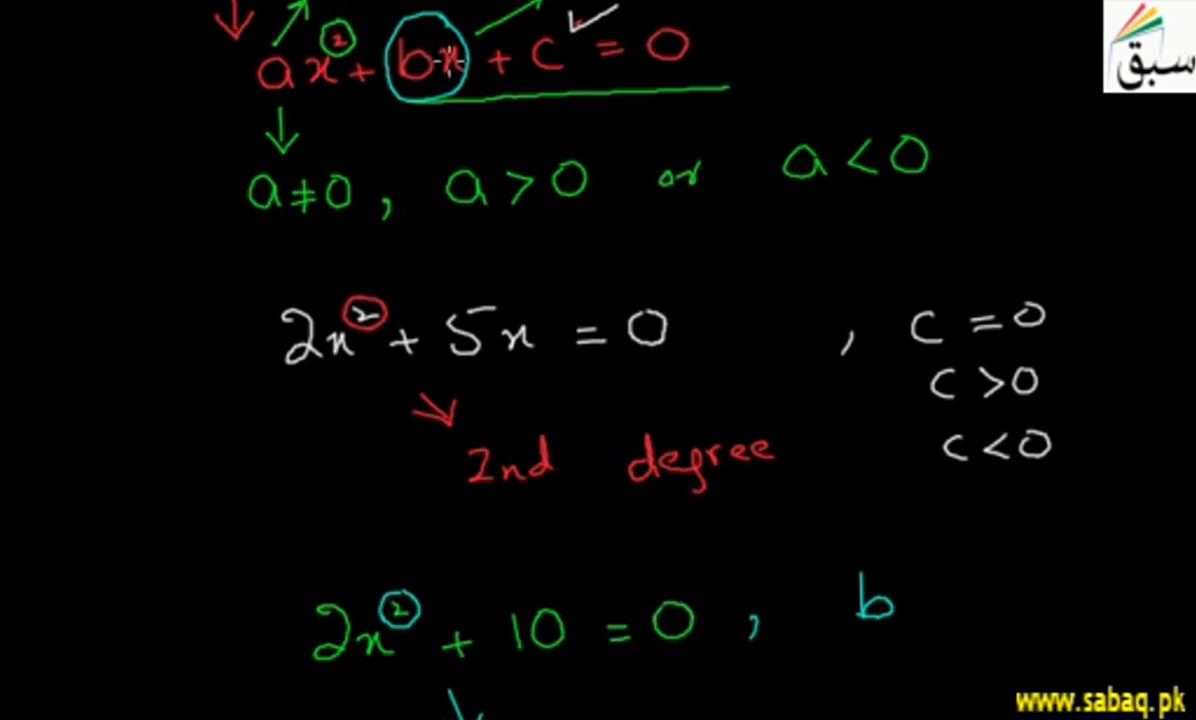 سبق
ax² + bx + c = 0
a ≠ 0 , a > 0 or a < 0
2x² + 5x = 0 , c = 0
c > 0
c < 0
2nd degree
2x² + 10 = 0 , b
www.sabaq.pk